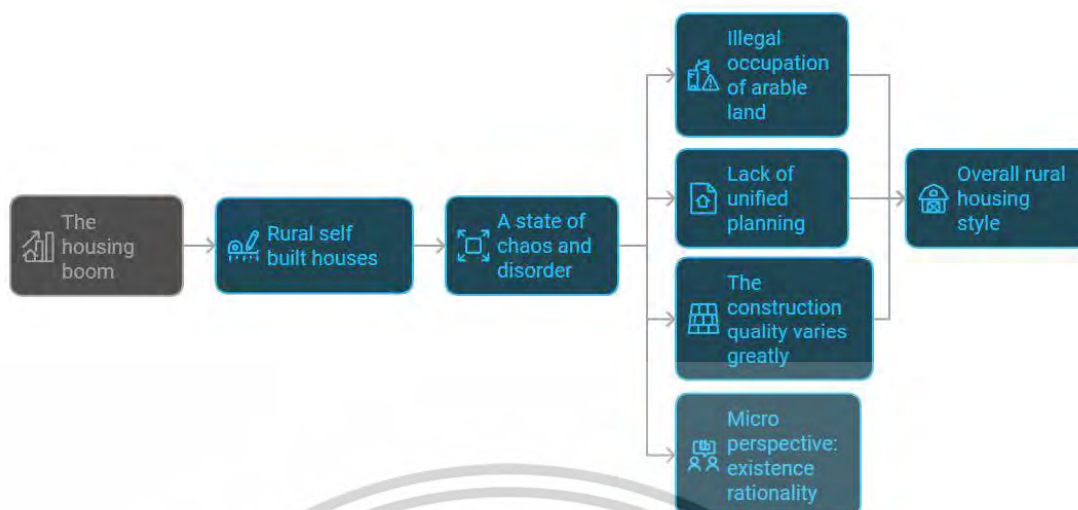 The
housing
boom
Rural self
built houses
A state of
chaos and
disorder
Illegal
occupation
of arable
land
Lack of
unified
planning
The
construction
quality varies
greatly
Micro
perspective:
existence
rationality
Overall rural
housing
style